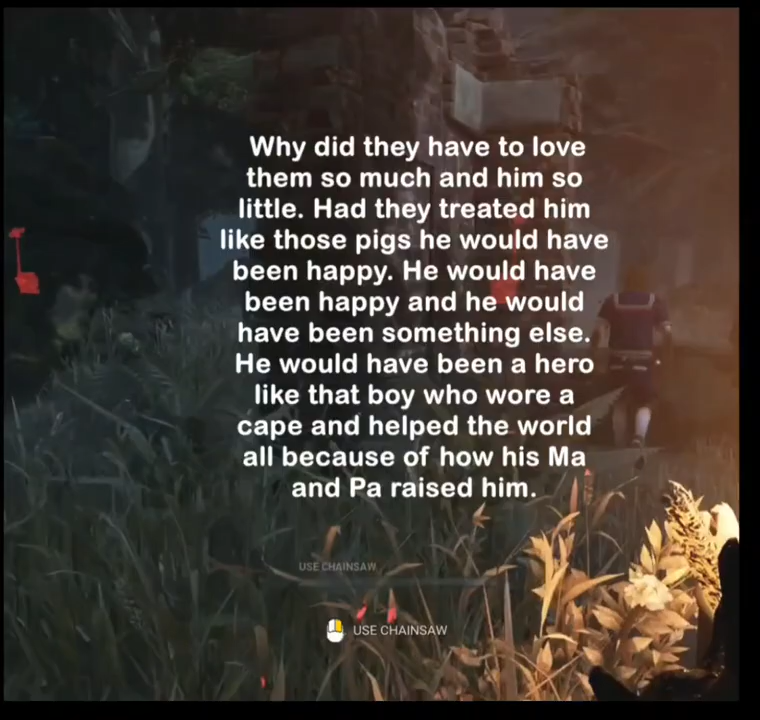 Why did they have to love
them so much and him so
little. Had they treated him
like those pigs he would have
been happy. He would have
been happy and he would
have been something else.
He would have been a hero
like that boy who wore a
cape and helped the world
all because of how his Ma
and Pa raised him.
USE CHAINSAW
USE CHAINSAW